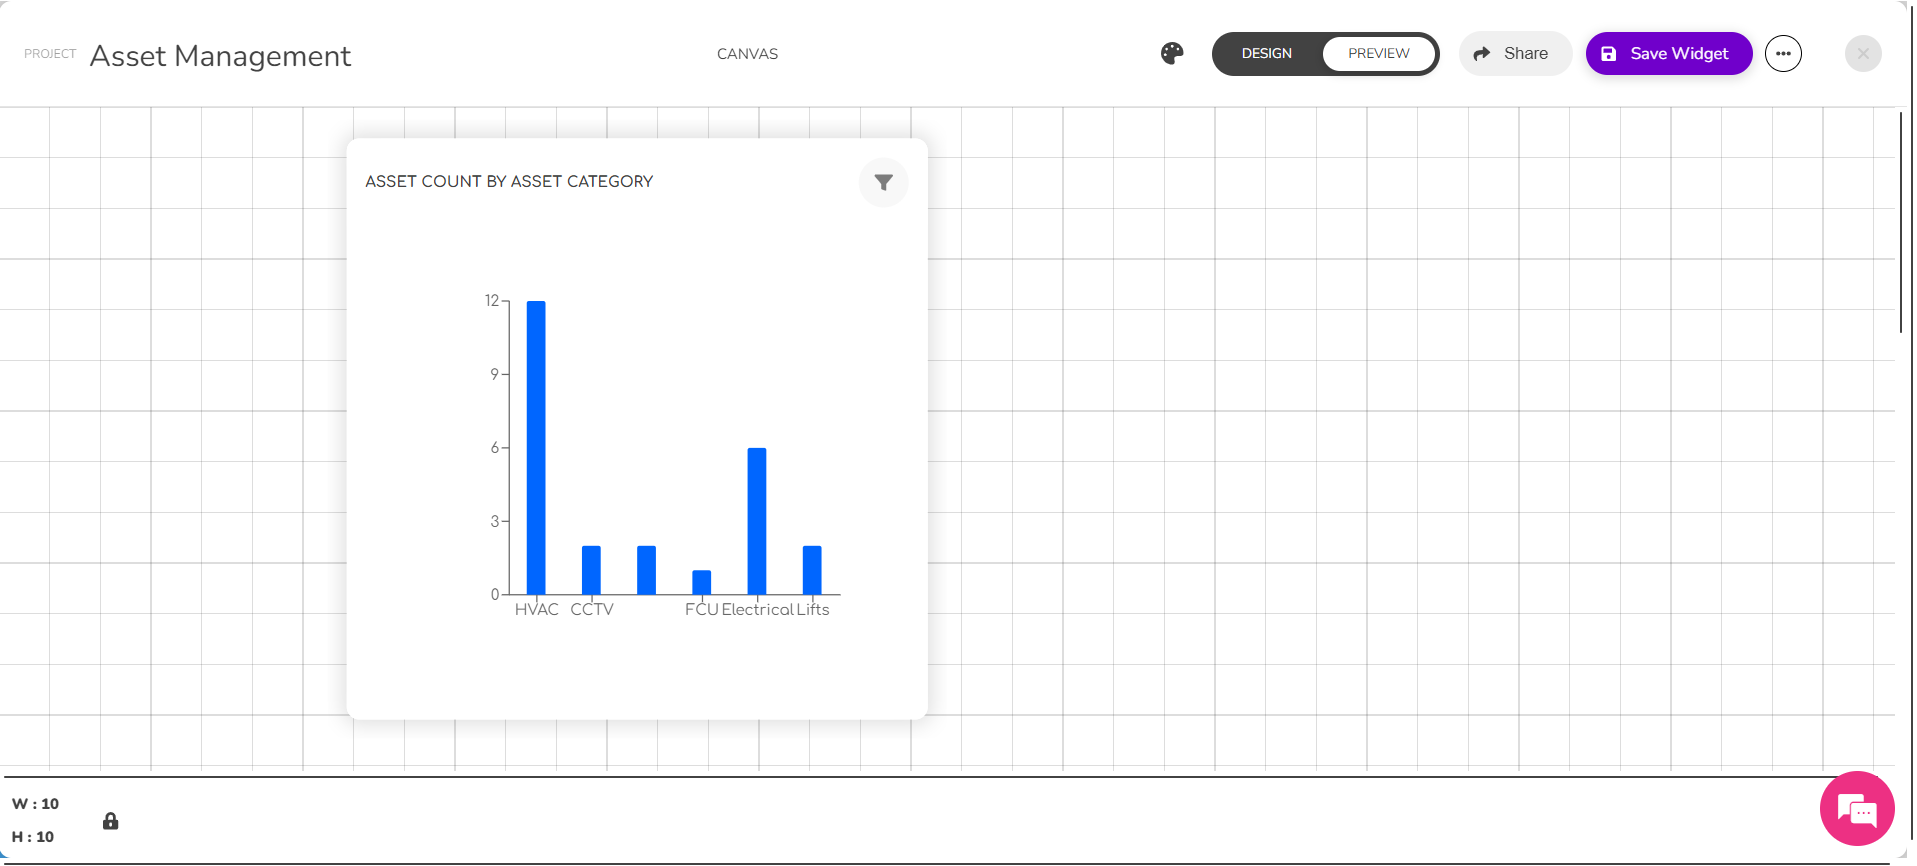 PROJECT Asset Management
CANVAS
DESIGN
PREVIEW
Share
Save Widget
ASSET COUNT BY ASSET CATEGORY
12
9
6
3
0
HVAC CCTV FCU Electrical Lifts
W : 10
H : 10